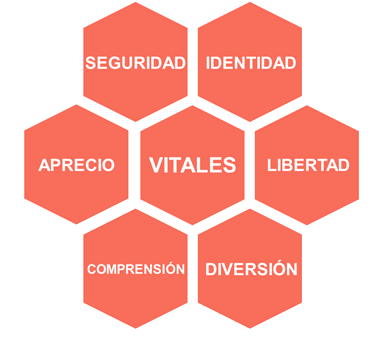 SEGURIDAD
IDENTIDAD
APRECIO
VITALES
LIBERTAD
COMPRENSIÓN
DIVERSIÓN